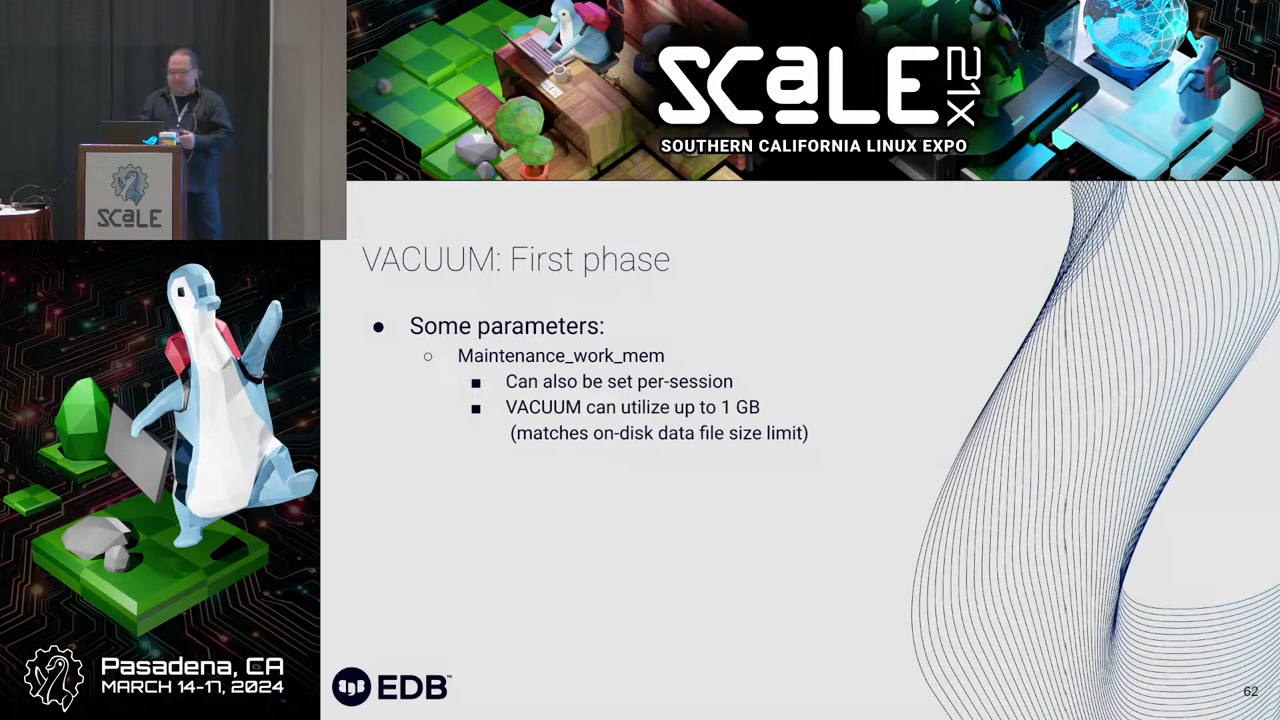 SCALE 21X
SOUTHERN CALIFORNIA LINUX EXPO
SCALE
VACUUM: First phase
● Some parameters:
○ Maintenance_work_mem
■ Can also be set per-session
■ VACUUM can utilize up to 1 GB
(matches on-disk data file size limit)
Pasadena, CA
MARCH 14-17, 2024
EDB™
62